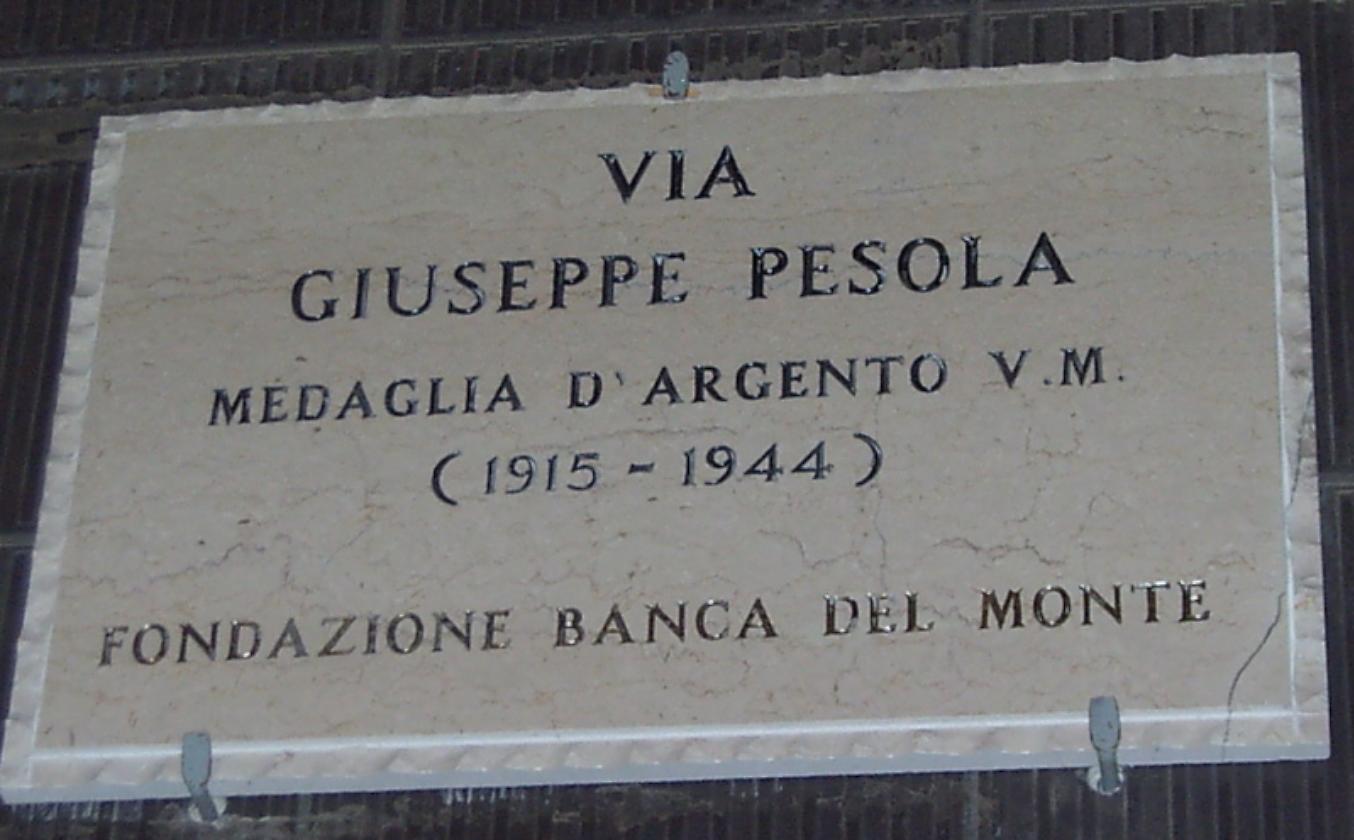 VIA
GIUSEPPE PESOLA
MEDAGLIA D'ARGENTO V.M.
(1915-1944)
FONDAZIONE BANCA DEL MONTE